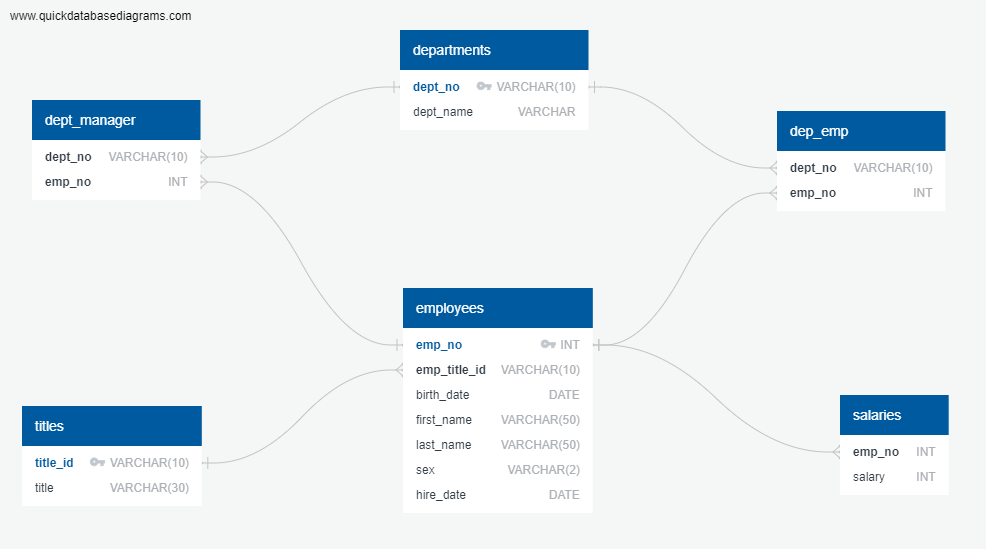 www.quickdatabasediagrams.com
departments
dept_no VARCHAR(10)
dept_name VARCHAR
dept_manager
dept_no VARCHAR(10)
emp_no INT
dep_emp
dept_no VARCHAR(10)
emp_no INT
employees
emp_no INT
emp_title_id VARCHAR(10)
birth_date DATE
first_name VARCHAR(50)
last_name VARCHAR(50)
sex VARCHAR(2)
hire_date DATE
titles
title_id VARCHAR(10)
title VARCHAR(30)
salaries
emp_no INT
salary INT